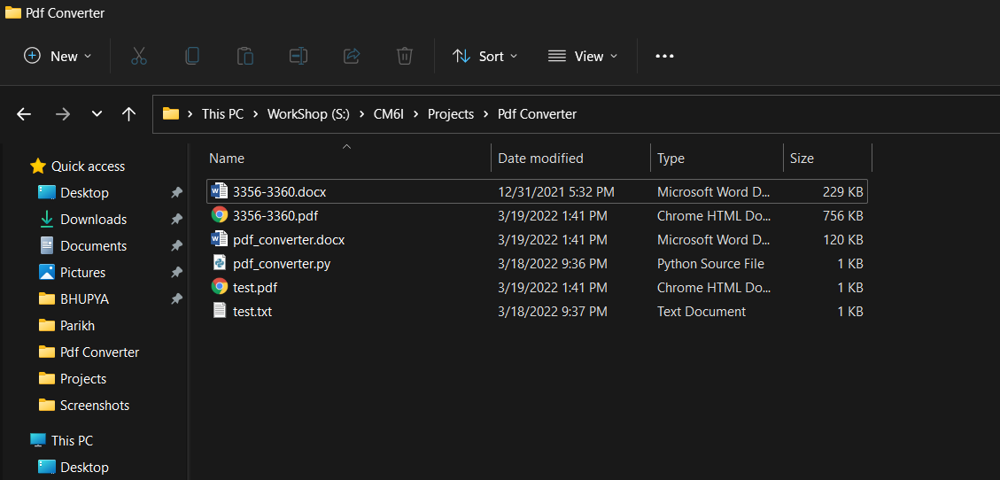 Pdf Converter
New Sort View
This PC WorkShop (S:) CM6I Projects Pdf Converter
Name Date modified Type Size
Quick access
Desktop
Downloads
Documents
Pictures
BHUPYA
Parikh
Pdf Converter
Projects
Screenshots
This PC
Desktop
3356-3360.docx 12/31/2021 5:32 PM Microsoft Word D... 229 KB
3356-3360.pdf 3/19/2022 1:41 PM Chrome HTML Do... 756 KB
pdf_converter.docx 3/19/2022 1:41 PM Microsoft Word D... 120 KB
pdf_converter.py 3/18/2022 9:36 PM Python Source File 1 KB
test.pdf 3/19/2022 1:41 PM Chrome HTML Do... 1 KB
test.txt 3/18/2022 9:37 PM Text Document 1 KB